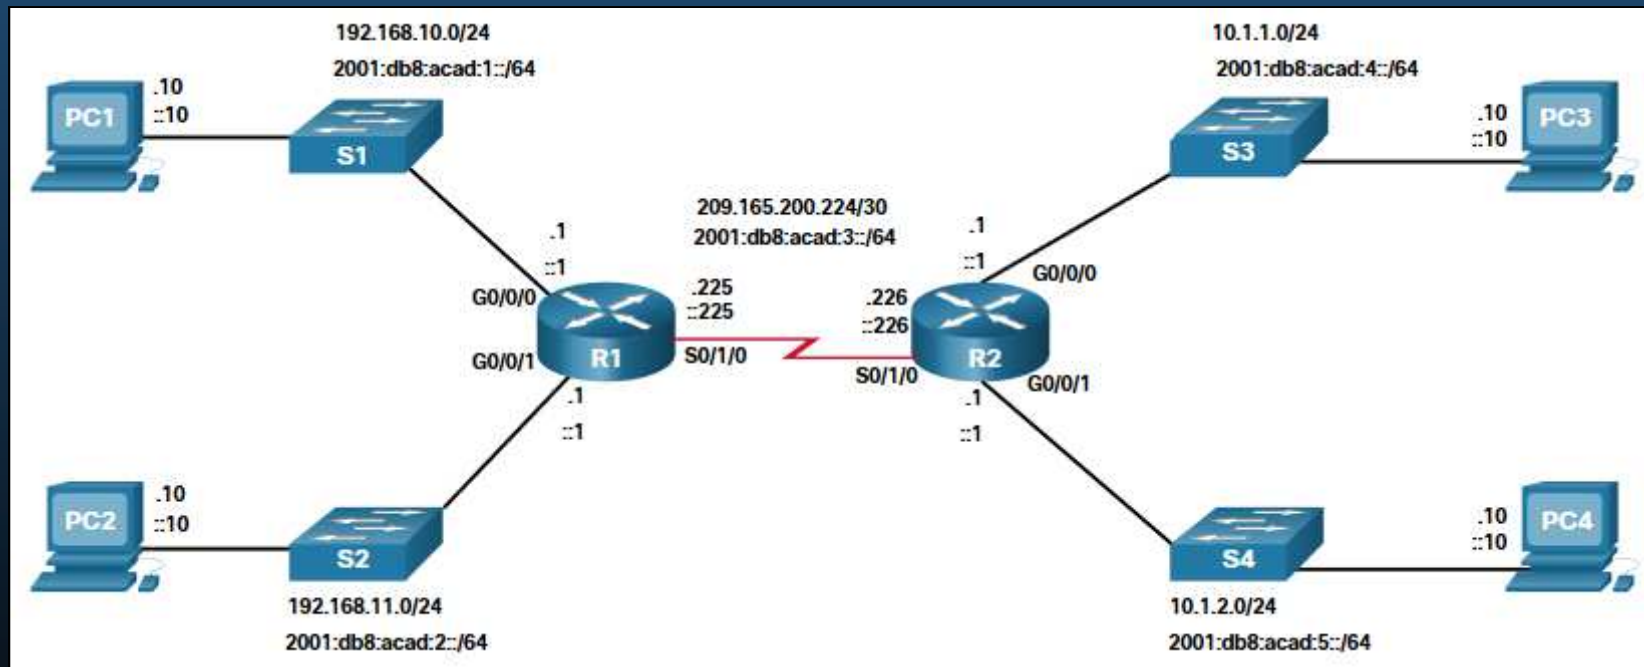 192.168.10.0/24
2001:db8:acad:1::/64
10.1.1.0/24
2001:db8:acad:4::/64
PC1
.10
::10
S1
S3
.10
::10
PC3
209.165.200.224/30
2001:db8:acad:3::/64
.1
::1
G0/0/0
.1
::1
G0/0/0
.225
::225
.226
::226
G0/0/1
R1
S0/1/0
S0/1/0
R2
G0/0/1
.1
::1
.1
::1
PC2
.10
::10
S2
S4
.10
::10
PC4
192.168.11.0/24
2001:db8:acad:2::/64
10.1.2.0/24
2001:db8:acad:5::/64